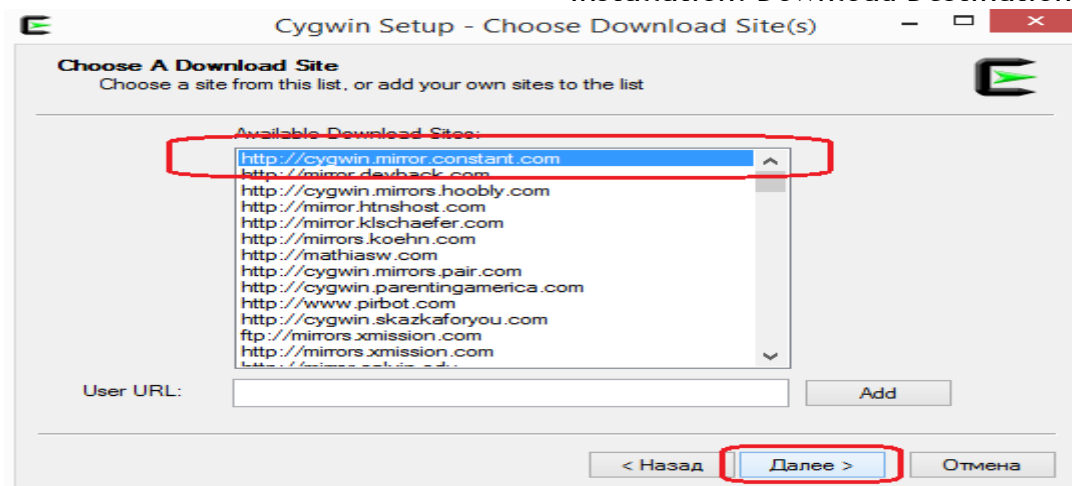 Cygwin Setup - Choose Download Site(s)
Choose A Download Site
Choose a site from this list, or add your own sites to the list
Available Download Sites:
http://cygwin.mirror.constant.com
http://mirror.deyback.com
http://cygwin.mirrors.hoobly.com
http://mirror.htnshost.com
http://mirror.klschaefer.com
http://mirrors.koehn.com
http://mathiasw.com
http://cygwin.mirrors.pair.com
http://cygwin.parentingamerica.com
http://www.pirbot.com
http://cygwin.skazkaforyou.com
ftp://mirrors.xmission.com
http://mirrors.xmission.com
User URL:
Add
< Назад
Далее >
Отмена